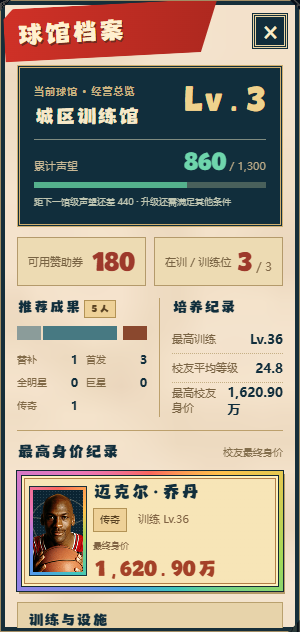 球馆档案
×
当前球馆 · 经营总览
城区训练馆
Lv.3
累计声望
860 / 1,300
距下一馆级声望还差 440 · 升级还需满足其他条件
可用赞助券 180
在训 / 训练位 3 / 3
推荐成果 5 人
替补 1 首发 3
全明星 0 巨星 0
传奇 1
培养纪录
最高训练 Lv.36
校友平均等级 24.8
最高校友身价 1,620.90万
最高身价纪录
校友最终身价
迈克尔·乔丹
传奇 训练 Lv.36
最终身价
1,620.90万
训练与设施